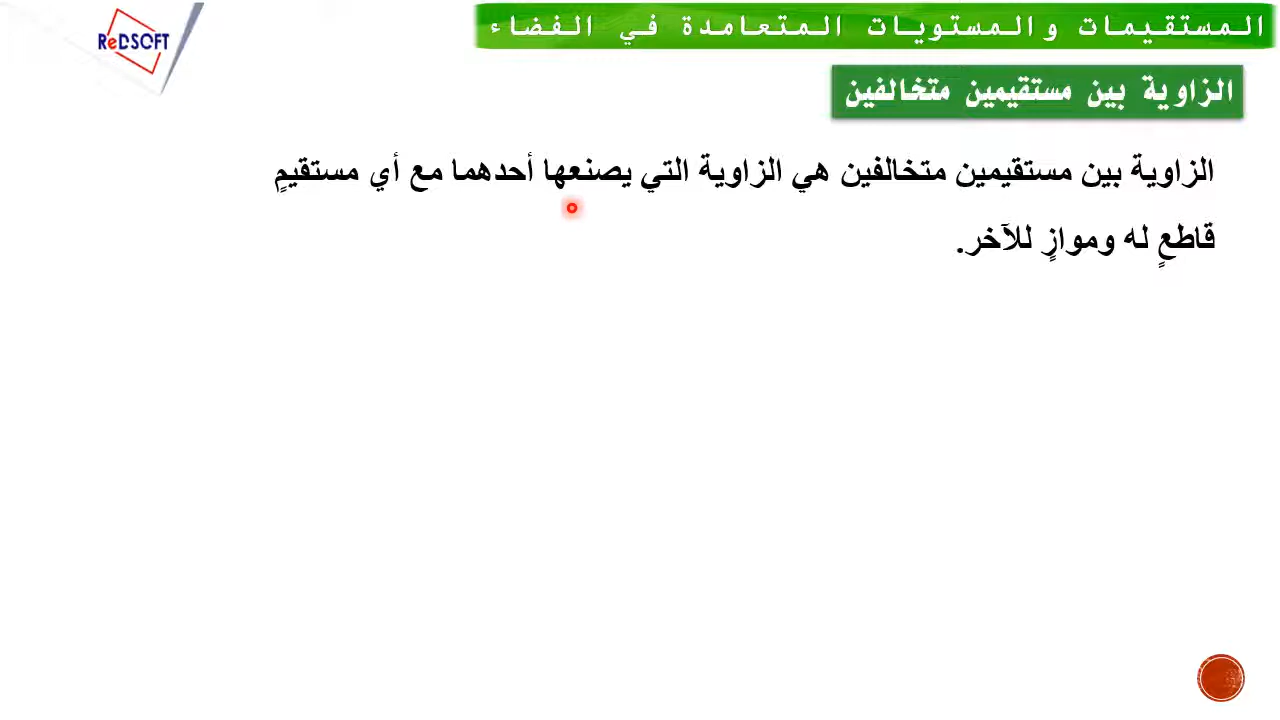 ReDSOFT
المستقيمات والمستويات المتعامدة في الفضاء
الزاوية بين مستقيمين متخالفين
الزاوية بين مستقيمين متخالفين هي الزاوية التي يصنعها أحدهما مع أي مستقيمٍ
قاطعٍ له وموازٍ للآخر.